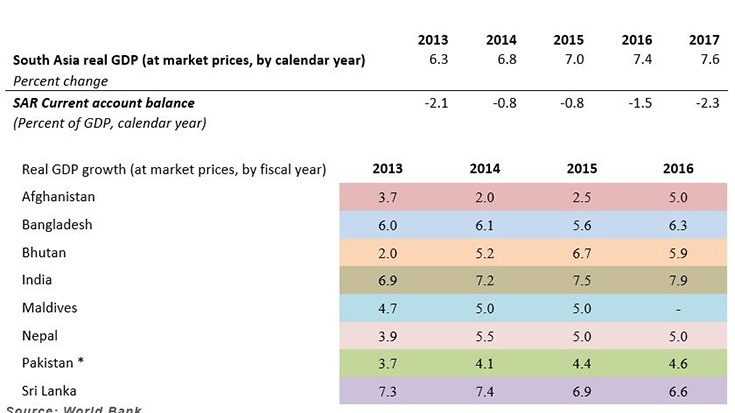 2013 2014 2015 2016 2017
South Asia real GDP (at market prices, by calendar year) 6.3 6.8 7.0 7.4 7.6
Percent change
SAR Current account balance -2.1 -0.8 -0.8 -1.5 -2.3
(Percent of GDP, calendar year)
Real GDP growth (at market prices, by fiscal year) 2013 2014 2015 2016
Afghanistan 3.7 2.0 2.5 5.0
Bangladesh 6.0 6.1 5.6 6.3
Bhutan 2.0 5.2 6.7 5.9
India 6.9 7.2 7.5 7.9
Maldives 4.7 5.0 5.0 -
Nepal 3.9 5.5 5.0 5.0
Pakistan * 3.7 4.1 4.4 4.6
Sri Lanka 7.3 7.4 6.9 6.6
Source: World Bank